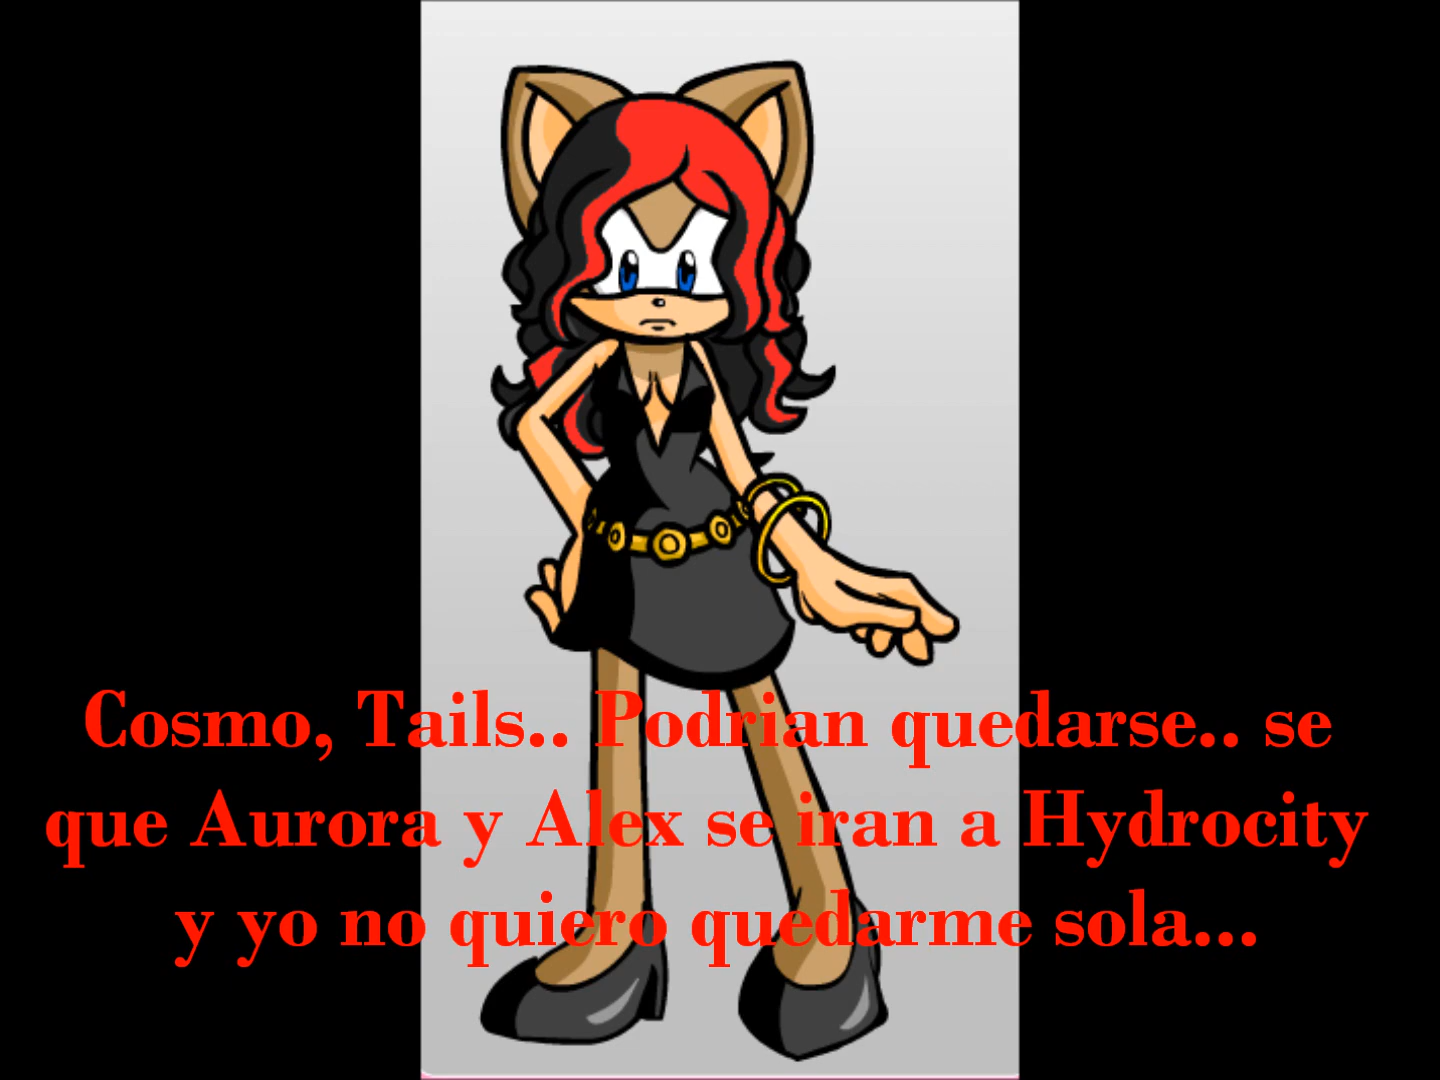 Cosmo, Tails.. Podrian quedarse.. se
que Aurora y Alex se iran a Hydrocity
y yo no quiero quedarme sola...